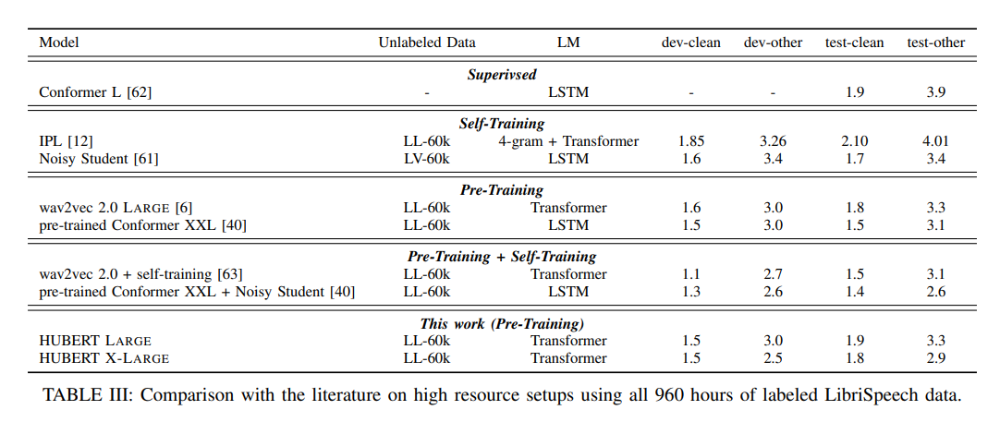 Model Unlabeled Data LM dev-clean dev-other test-clean test-other
Superivsed
Conformer L [62] - LSTM - - 1.9 3.9
Self-Training
IPL [12] LL-60k 4-gram + Transformer 1.85 3.26 2.10 4.01
Noisy Student [61] LV-60k LSTM 1.6 3.4 1.7 3.4
Pre-Training
wav2vec 2.0 LARGE [6] LL-60k Transformer 1.6 3.0 1.8 3.3
pre-trained Conformer XXL [40] LL-60k LSTM 1.5 3.0 1.5 3.1
Pre-Training + Self-Training
wav2vec 2.0 + self-training [63] LL-60k Transformer 1.1 2.7 1.5 3.1
pre-trained Conformer XXL + Noisy Student [40] LL-60k LSTM 1.3 2.6 1.4 2.6
This work (Pre-Training)
HUBERT LARGE LL-60k Transformer 1.5 3.0 1.9 3.3
HUBERT X-LARGE LL-60k Transformer 1.5 2.5 1.8 2.9
TABLE III: Comparison with the literature on high resource setups using all 960 hours of labeled LibriSpeech data.